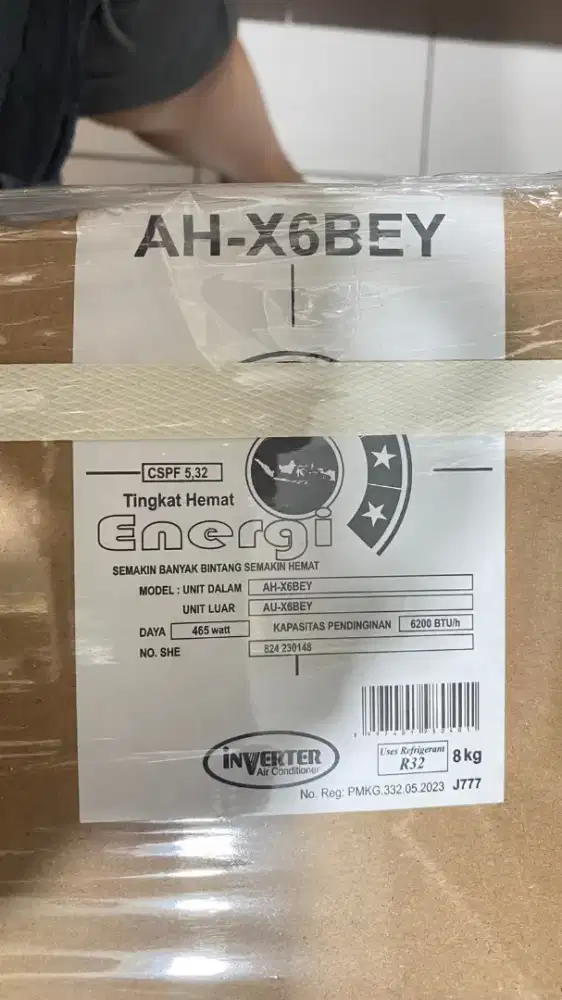 AH-X6BEY
CSPF 5,32
Tingkat Hemat
Energi
SEMAKIN BANYAK BINTANG SEMAKIN HEMAT
MODEL : UNIT DALAM AH-X6BEY
UNIT LUAR AU-X6BEY
DAYA 465 watt KAPASITAS PENDINGINAN 6200 BTU/h
NO. SHE 824 230148
INVERTER
Air Conditioner
Uses Refrigerant
R32
8 kg
No. Reg: PMKG.332.05.2023 J777